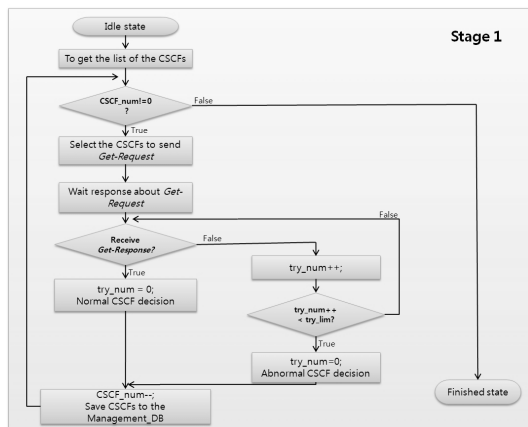 Stage 1
Idle state
To get the list of the CSCFs
CSCF_num!=0
?
False
True
Select the CSCFs to send
Get-Request
Wait response about Get-
Request
False
Receive
Get-Response?
False
True
try_num++;
try_num = 0;
Normal CSCF decision
try_num++
< try_lim?
True
try_num=0;
Abnormal CSCF decision
CSCF_num--;
Save CSCFs to the
Management_DB
Finished state